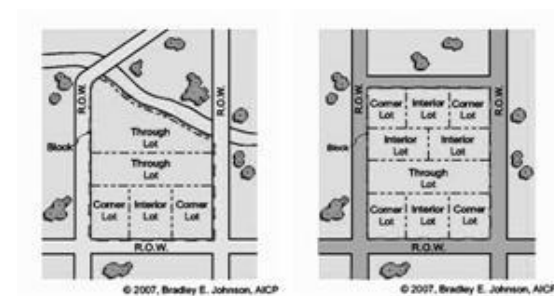 R.O.W.
R.O.W.
Through
Lot
Block
Through
Lot
Corner Interior Corner
Lot Lot Lot
R.O.W.
© 2007, Bradley E. Johnson, AICP
R.O.W.
R.O.W.
Corner Interior Corner
Lot Lot Lot
Block
Interior Interior
Lot Lot
Through
Lot
Corner Interior Corner
Lot Lot Lot
R.O.W.
© 2007, Bradley E. Johnson, AICP